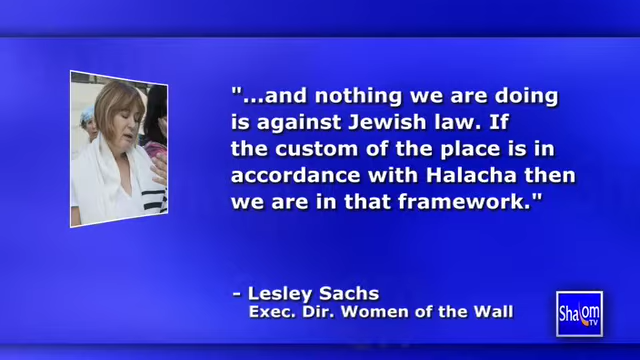 "...and nothing we are doing
is against Jewish law. If
the custom of the place is in
accordance with Halacha then
we are in that framework."
- Lesley Sachs
Exec. Dir. Women of the Wall
Shalom
TV